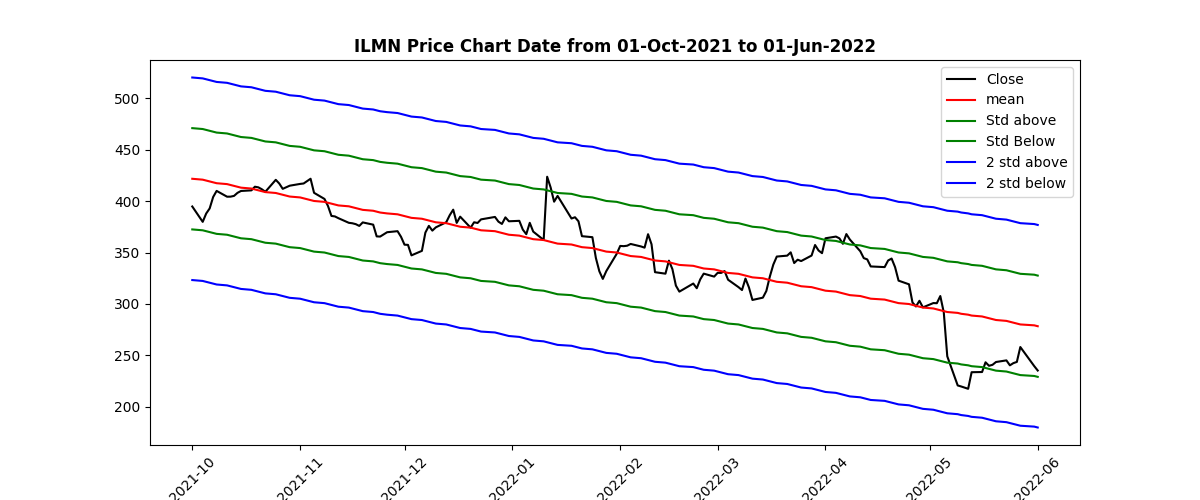 ILMN Price Chart Date from 01-Oct-2021 to 01-Jun-2022
Close
mean
Std above
Std Below
2 std above
2 std below
500
450
400
350
300
250
200
2021-10
2021-11
2021-12
2022-01
2022-02
2022-03
2022-04
2022-05
2022-06